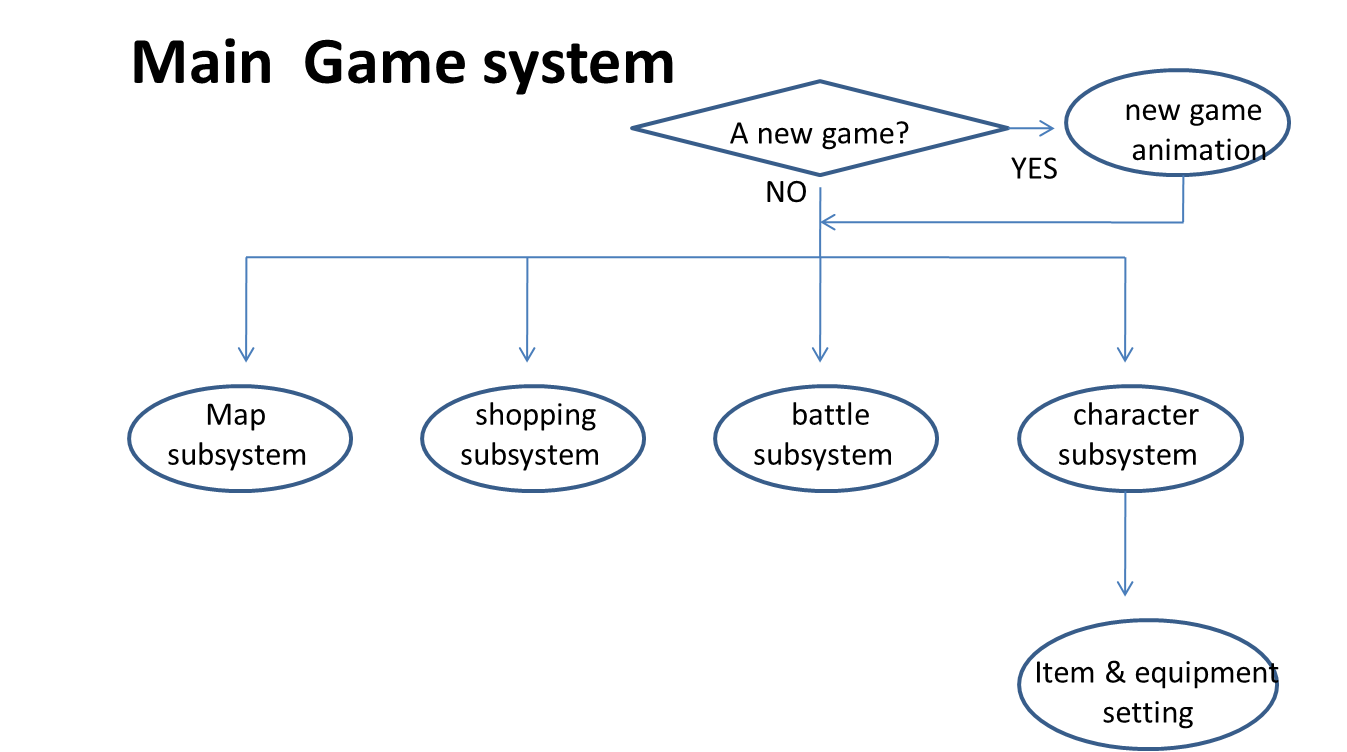 Main  Game system
A new game?
new game
animation
YES
NO
Map
subsystem
shopping
subsystem
battle
subsystem
character
subsystem
Item & equipment
setting